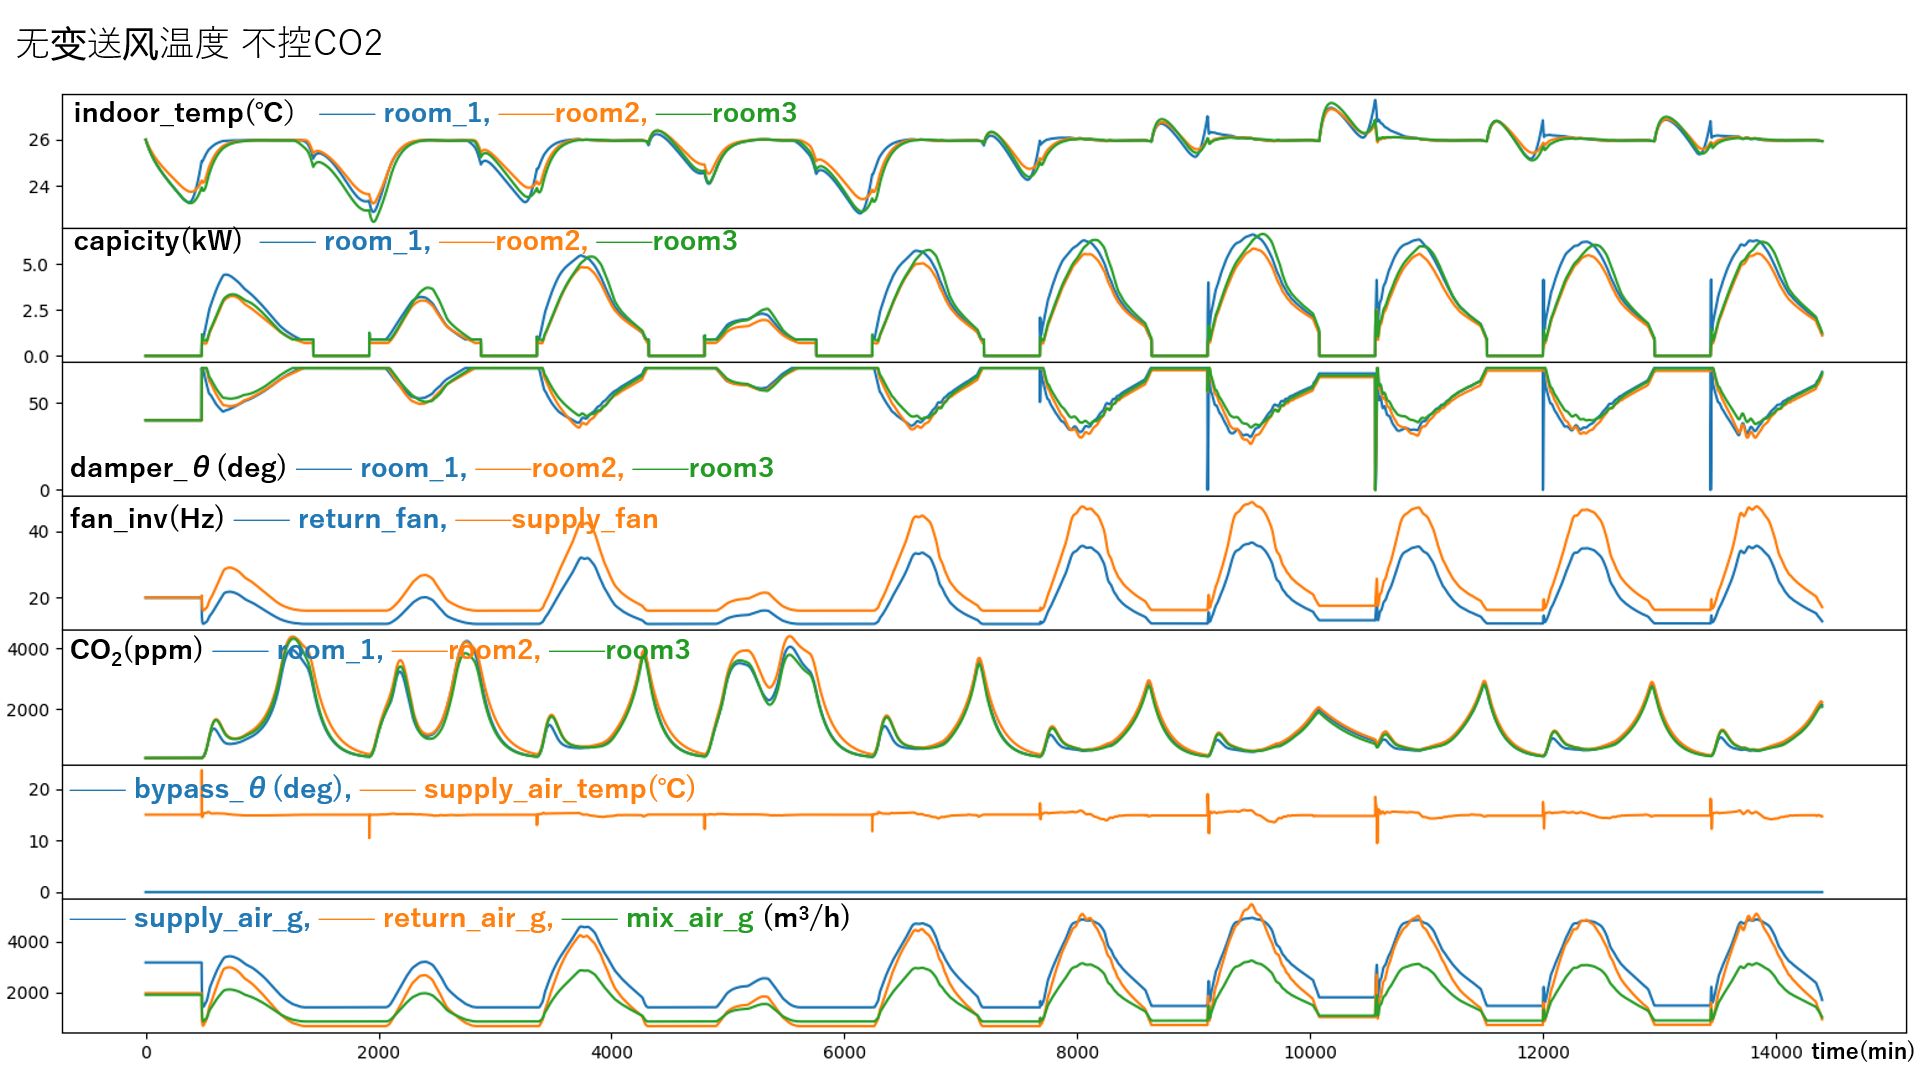 无变送风温度 不控CO2
indoor_temp(℃) room_1, room2, room3
26
24
capicity(kW) room_1, room2, room3
5.0
2.5
0.0
50
damper_θ(deg) room_1, room2, room3
0
fan_inv(Hz) return_fan, supply_fan
40
20
CO₂(ppm) room_1, room2, room3
4000
2000
bypass_θ(deg), supply_air_temp(℃)
20
10
0
supply_air_g, return_air_g, mix_air_g (m³/h)
4000
2000
0 2000 4000 6000 8000 10000 12000 14000 time(min)